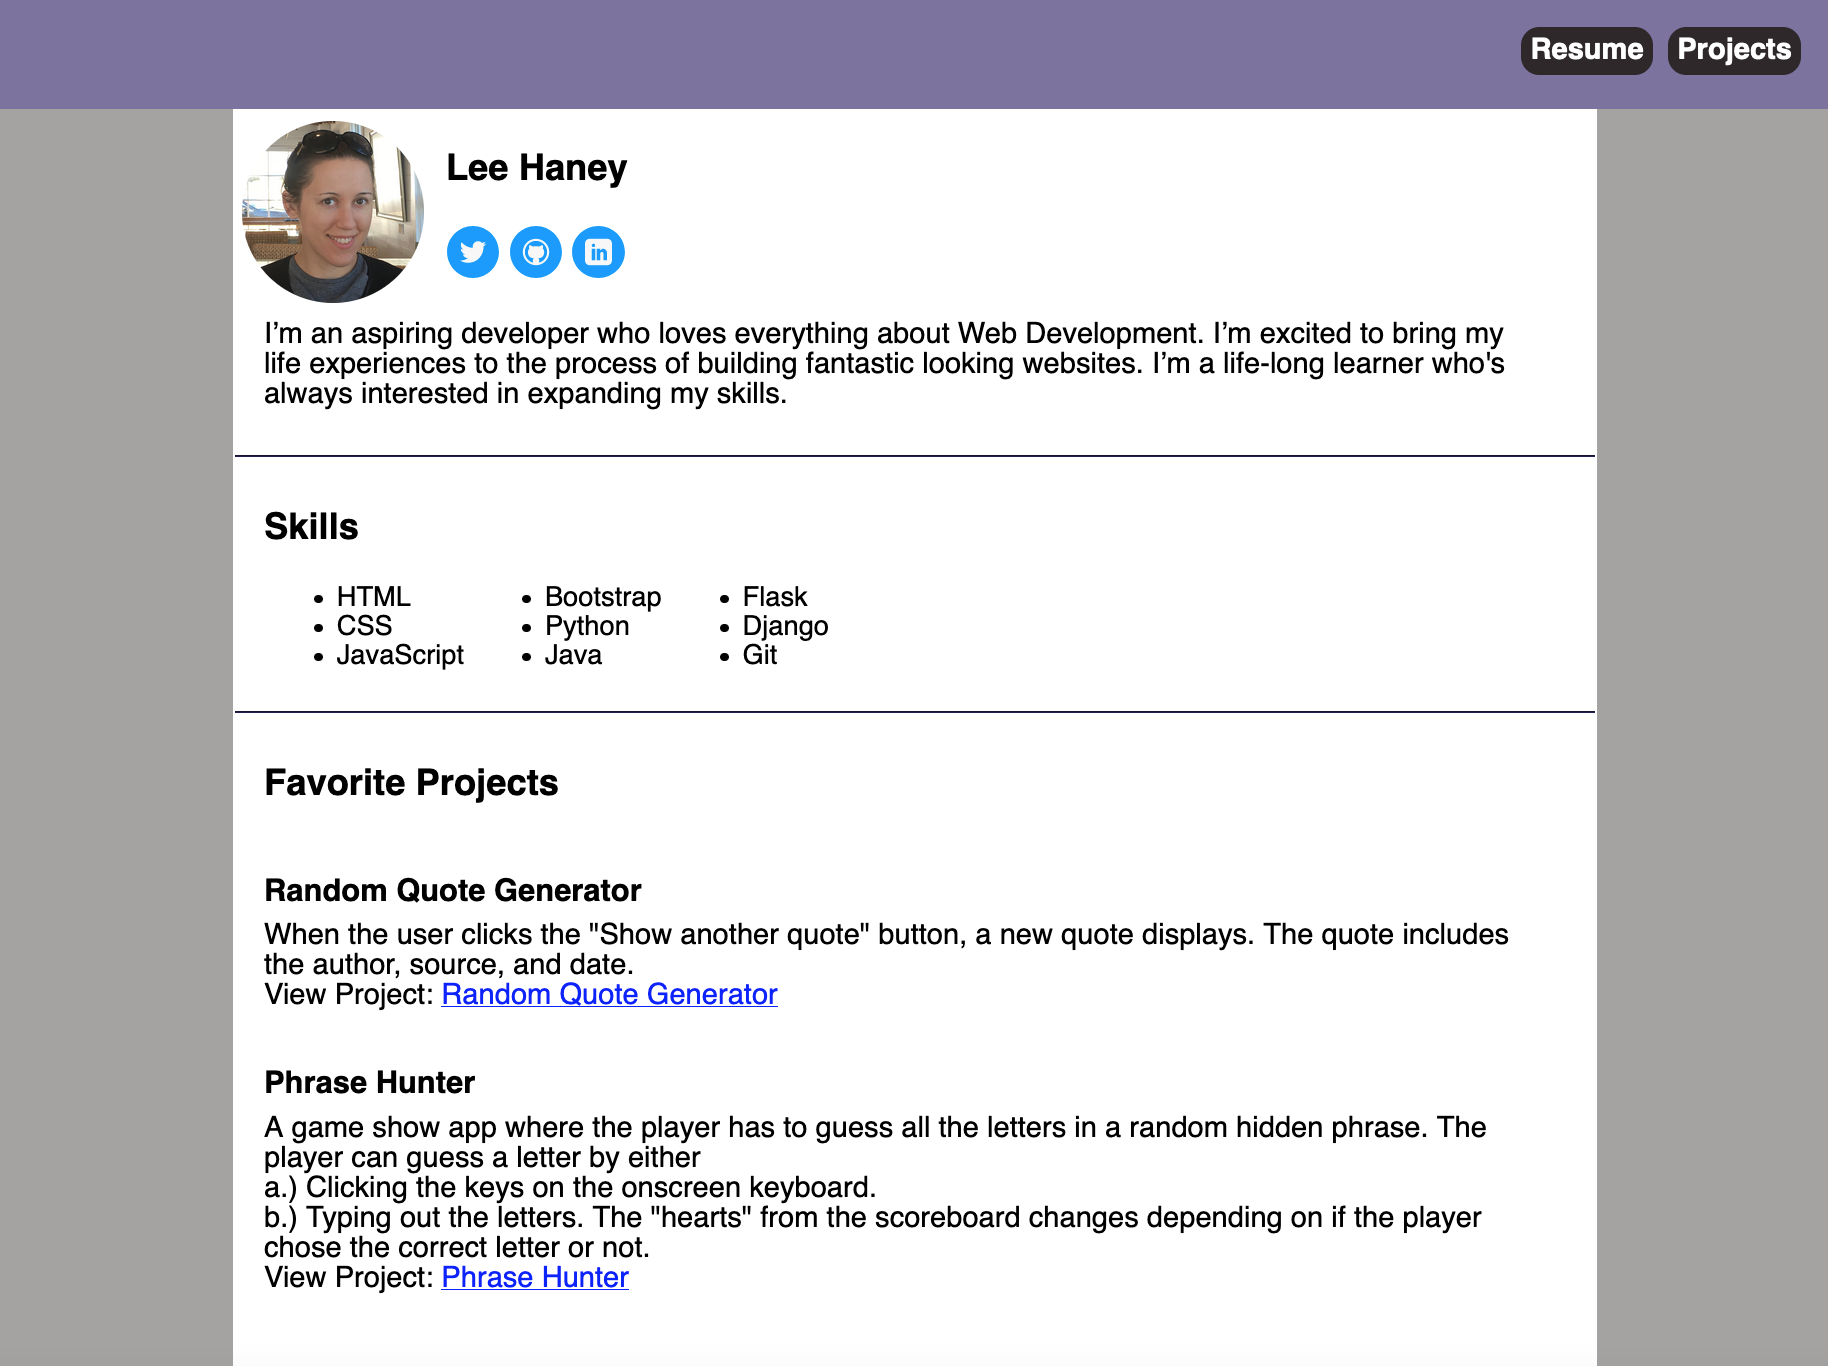 Resume Projects
Lee Haney
I’m an aspiring developer who loves everything about Web Development. I’m excited to bring my
life experiences to the process of building fantastic looking websites. I’m a life-long learner who's
always interested in expanding my skills.
Skills
• HTML • Bootstrap • Flask
• CSS • Python • Django
• JavaScript • Java • Git
Favorite Projects
Random Quote Generator
When the user clicks the "Show another quote" button, a new quote displays. The quote includes
the author, source, and date.
View Project: Random Quote Generator
Phrase Hunter
A game show app where the player has to guess all the letters in a random hidden phrase. The
player can guess a letter by either
a.) Clicking the keys on the onscreen keyboard.
b.) Typing out the letters. The "hearts" from the scoreboard changes depending on if the player
chose the correct letter or not.
View Project: Phrase Hunter